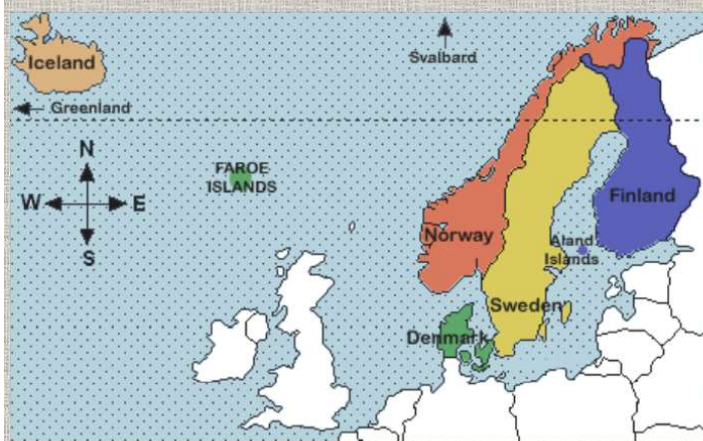 Svalbard
Iceland
Greenland
N
W E
S
FAROE
ISLANDS
Finland
Norway
Aland
Islands
Sweden
Denmark